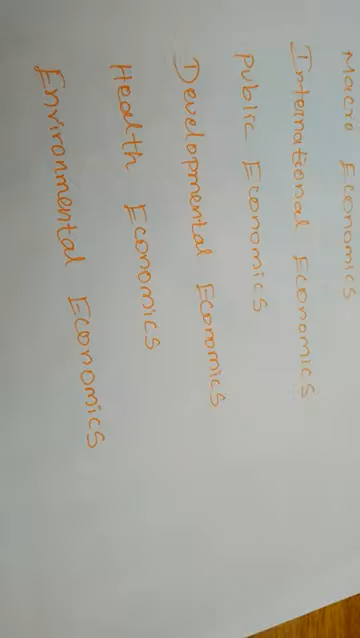 Macro Economics
International Economics
Public Economics
Developmental Economics
Health Economics
Environmental Economics